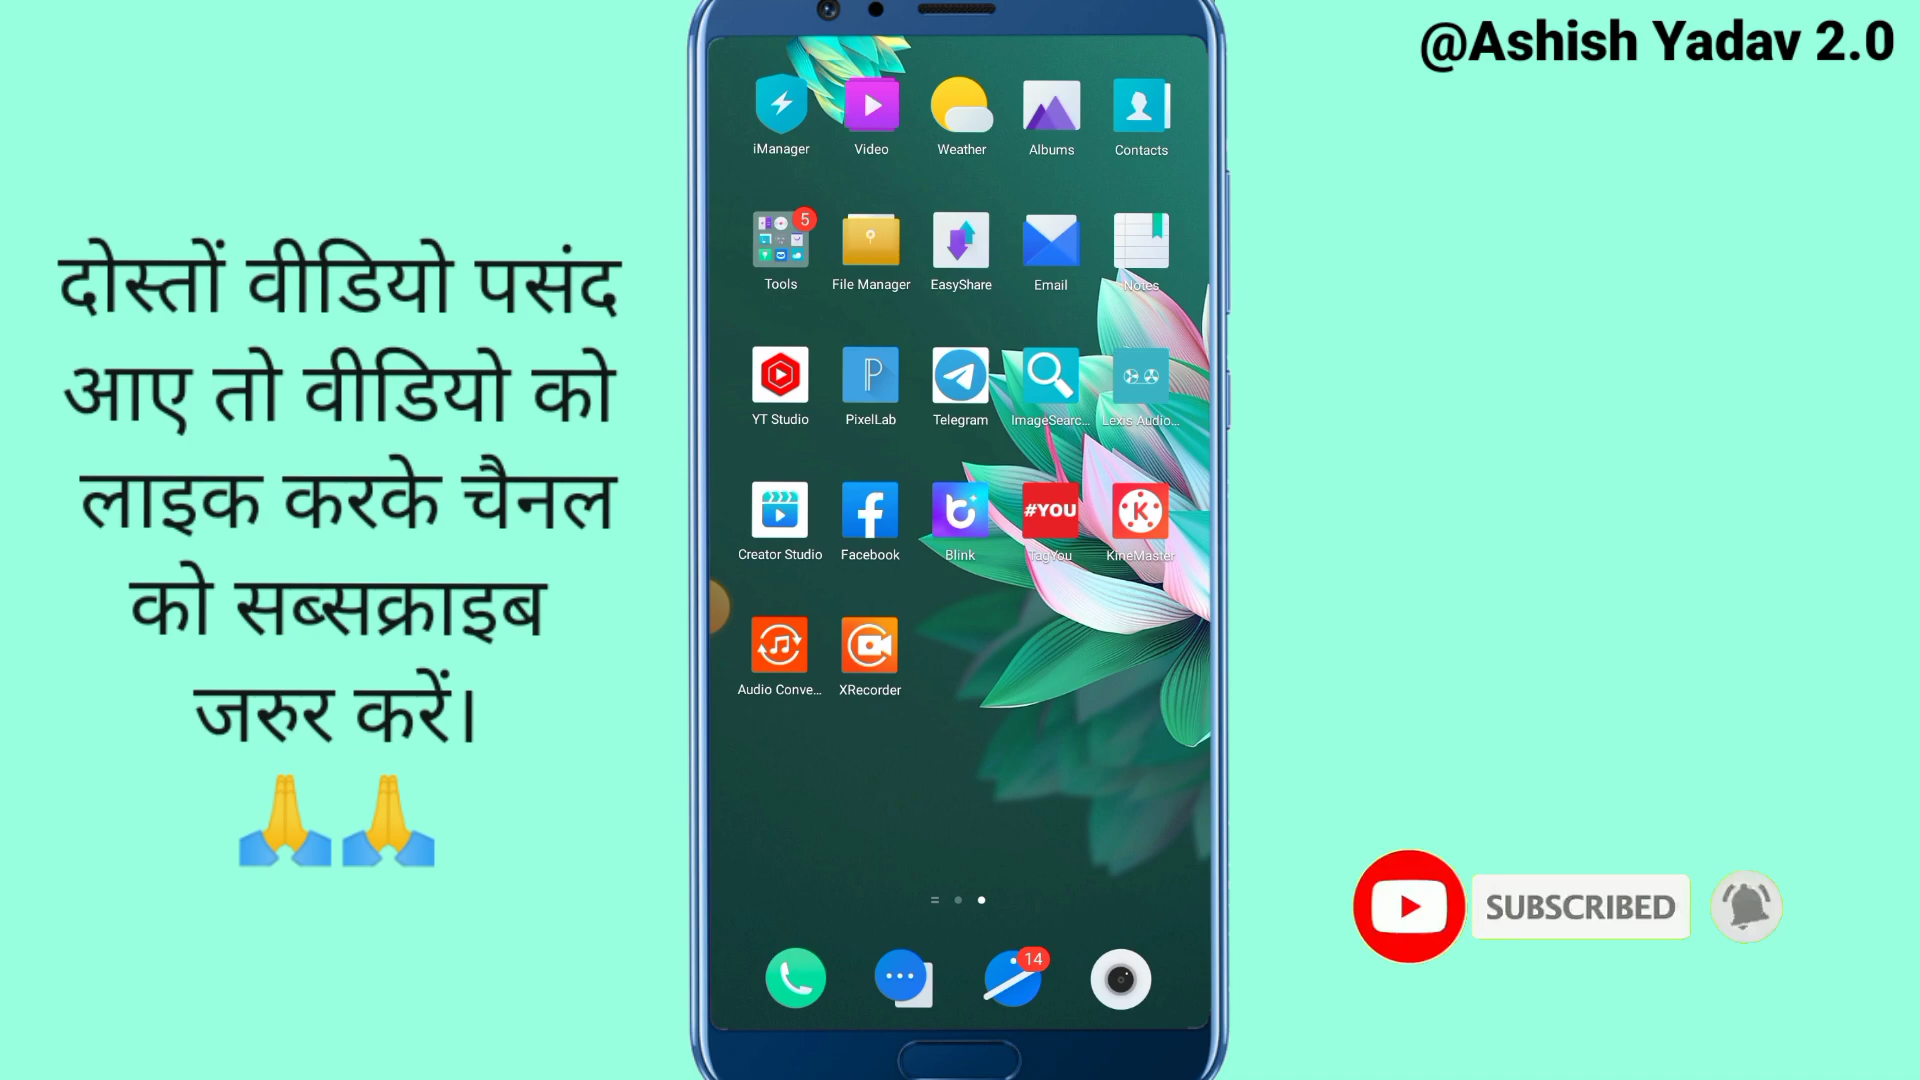 @Ashish Yadav 2.0
दोस्तों वीडियो पसंद
आए तो वीडियो को
लाइक करके चैनल
को सब्सक्राइब
जरुर करें।
iManager Video Weather Albums Contacts
5
Tools File Manager EasyShare Email Notes
P
YT Studio PixelLab Telegram ImageSearc... Lexis Audio...
#YOU K
Creator Studio Facebook Blink TagYou KineMaster
Audio Conve... XRecorder
14
SUBSCRIBED